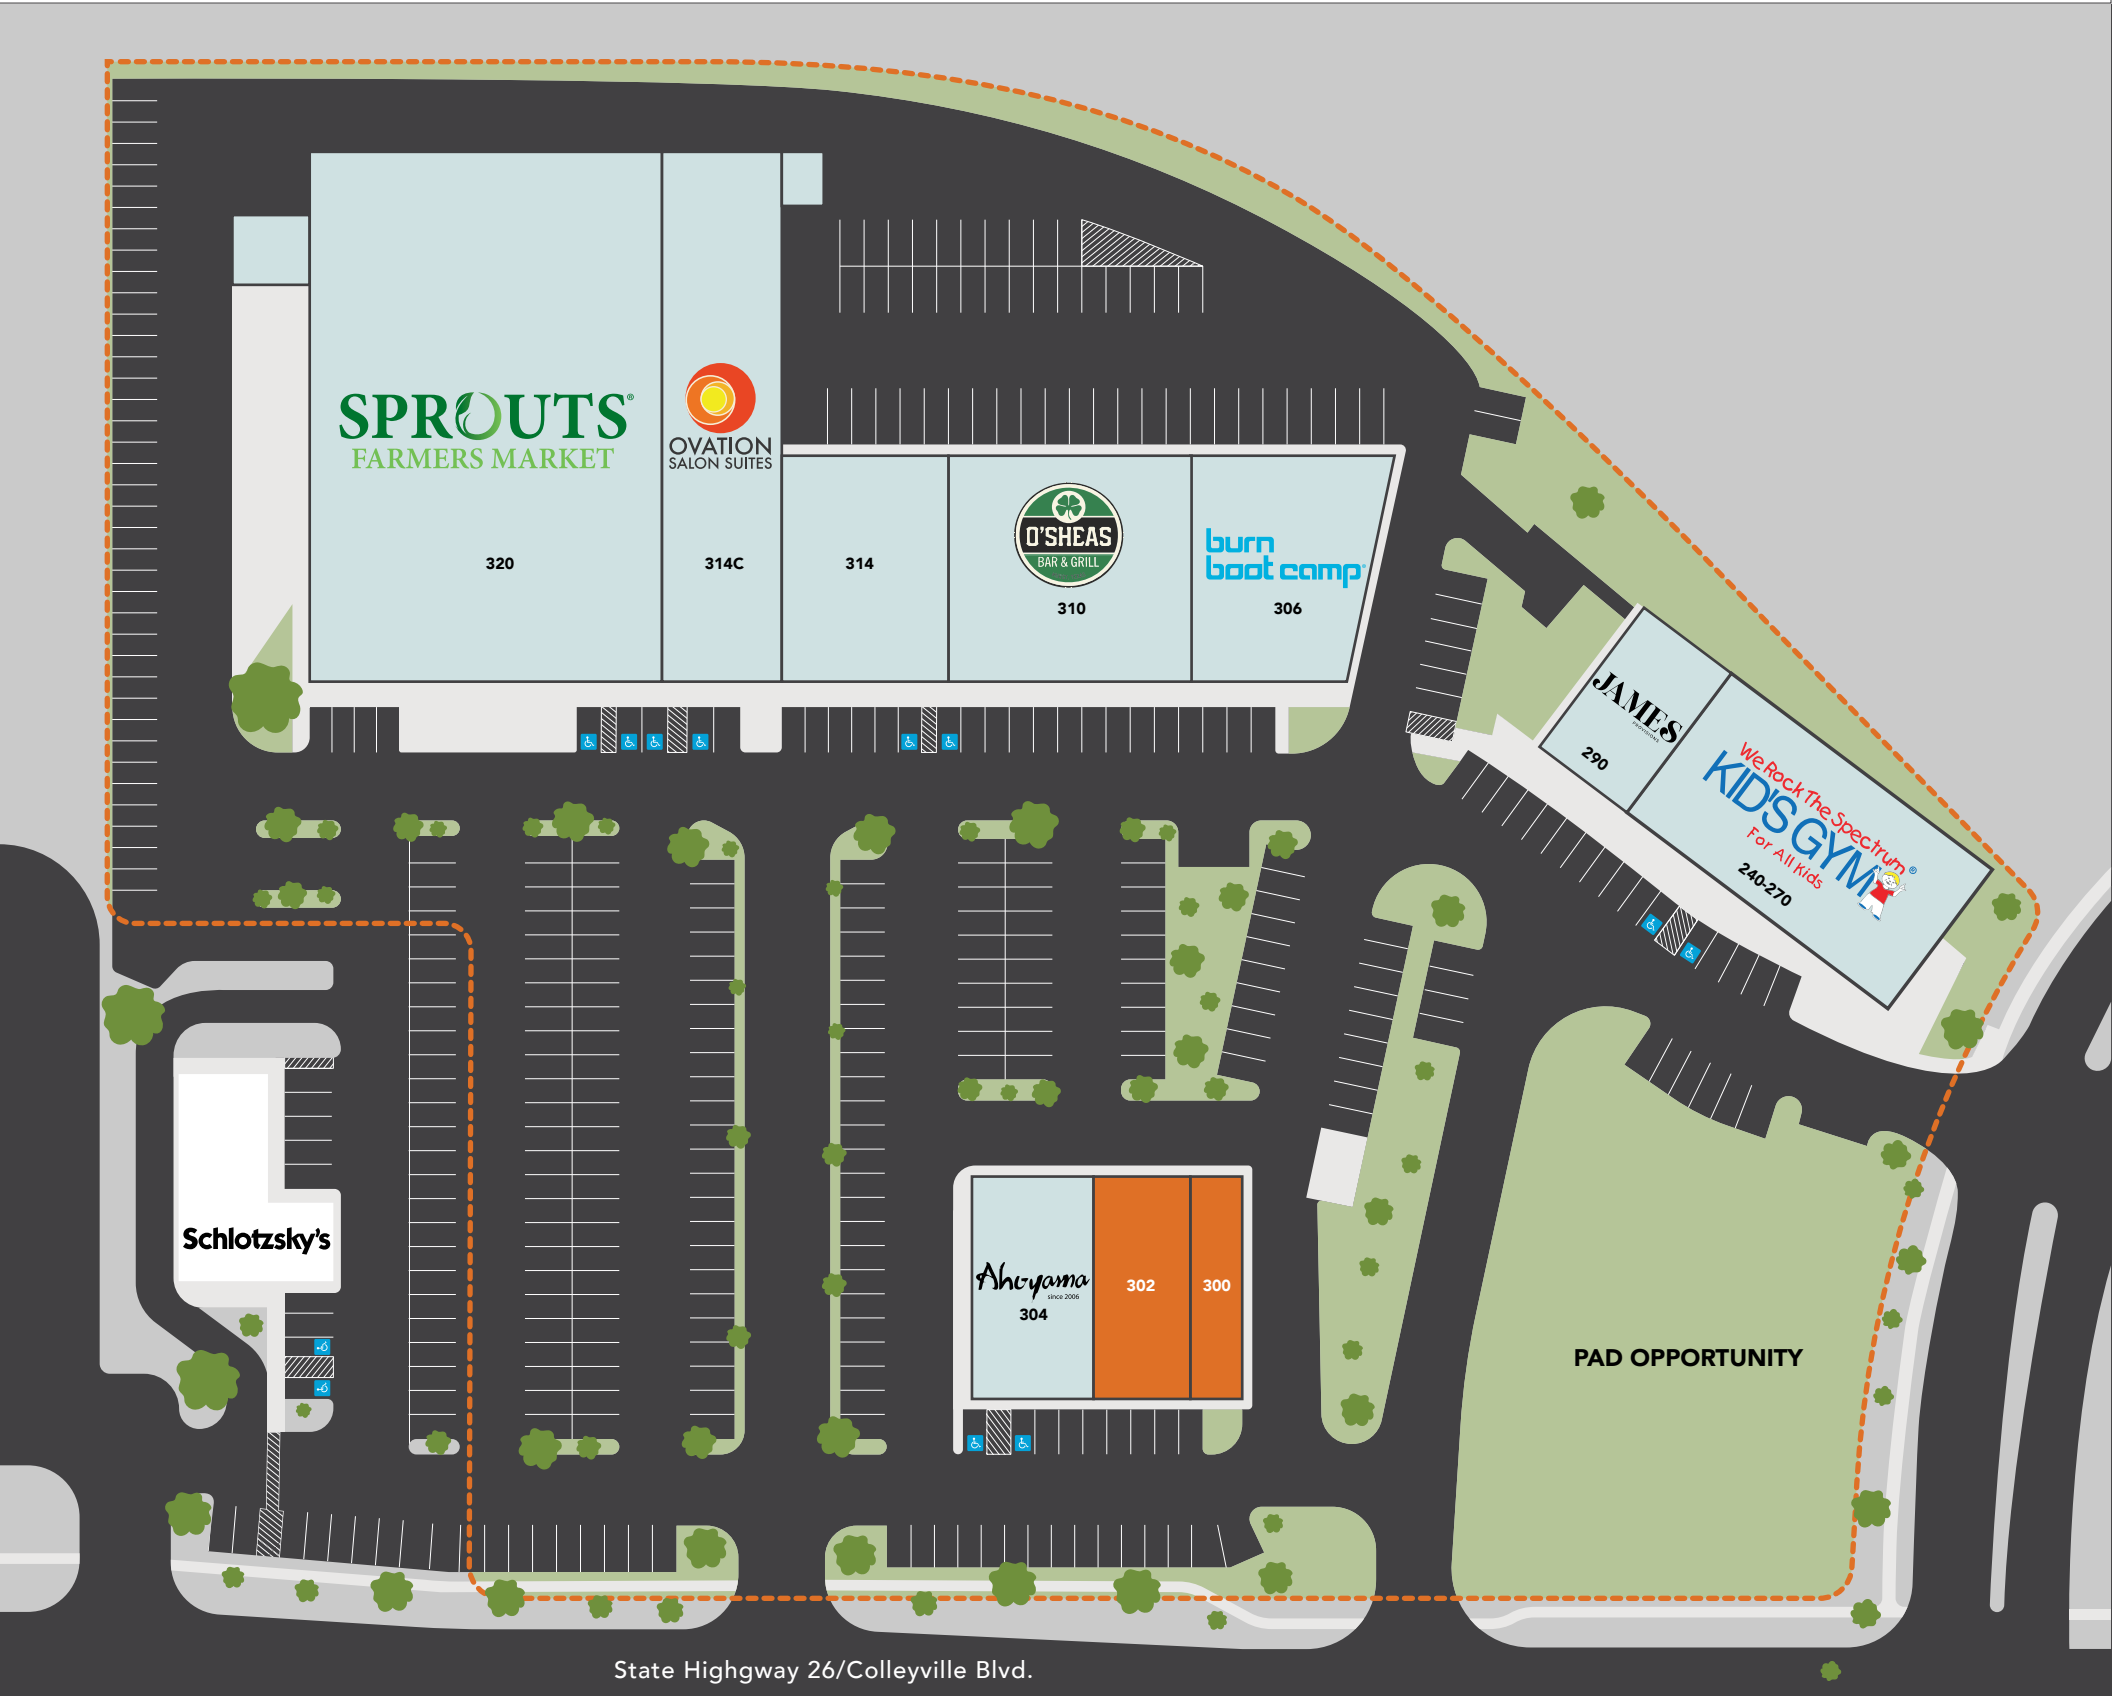 SPROUTS®
FARMERS MARKET
320
OVATION
SALON SUITES
314C
314
O'SHEAS
BAR & GRILL
310
burn
boot camp
306
JAMES
PROVISIONS
290
We Rock The Spectrum
KID'S GYM®
For All Kids
240-270
Schlotzsky's
Ahoyama
since 2006
304
302
300
PAD OPPORTUNITY
State Highgway 26/Colleyville Blvd.